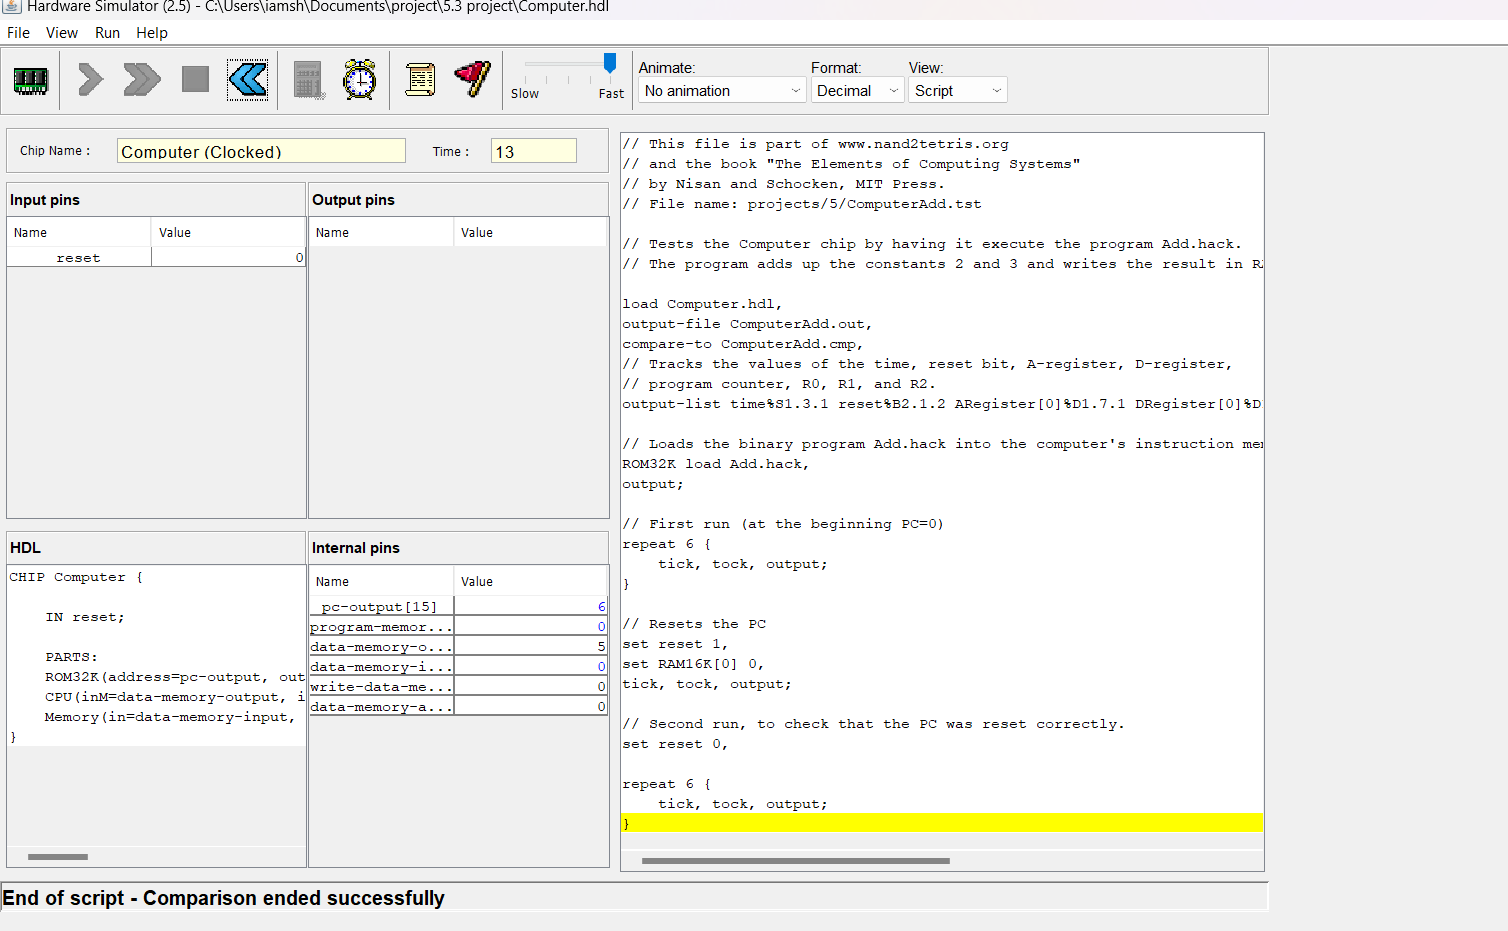 Hardware Simulator (2.5) - C:\Users\iamsh\Documents\project\5.3 project\Computer.hdl
File View Run Help
Slow Fast
Animate: Format: View:
No animation Decimal Script
Chip Name : Computer (Clocked) Time : 13
Input pins
Name Value
reset 0
Output pins
Name Value
HDL
CHIP Computer {
IN reset;
PARTS:
ROM32K(address=pc-output, out
CPU(inM=data-memory-output, i
Memory(in=data-memory-input,
}
Internal pins
Name Value
pc-output[15] 6
program-memor... 0
data-memory-o... 5
data-memory-i... 0
write-data-me... 0
data-memory-a... 0
// This file is part of www.nand2tetris.org
// and the book "The Elements of Computing Systems"
// by Nisan and Schocken, MIT Press.
// File name: projects/5/ComputerAdd.tst
// Tests the Computer chip by having it execute the program Add.hack.
// The program adds up the constants 2 and 3 and writes the result in R
load Computer.hdl,
output-file ComputerAdd.out,
compare-to ComputerAdd.cmp,
// Tracks the values of the time, reset bit, A-register, D-register,
// program counter, R0, R1, and R2.
output-list time%S1.3.1 reset%B2.1.2 ARegister[0]%D1.7.1 DRegister[0]%D
// Loads the binary program Add.hack into the computer's instruction me
ROM32K load Add.hack,
output;
// First run (at the beginning PC=0)
repeat 6 {
tick, tock, output;
}
// Resets the PC
set reset 1,
set RAM16K[0] 0,
tick, tock, output;
// Second run, to check that the PC was reset correctly.
set reset 0,
repeat 6 {
tick, tock, output;
}
End of script - Comparison ended successfully